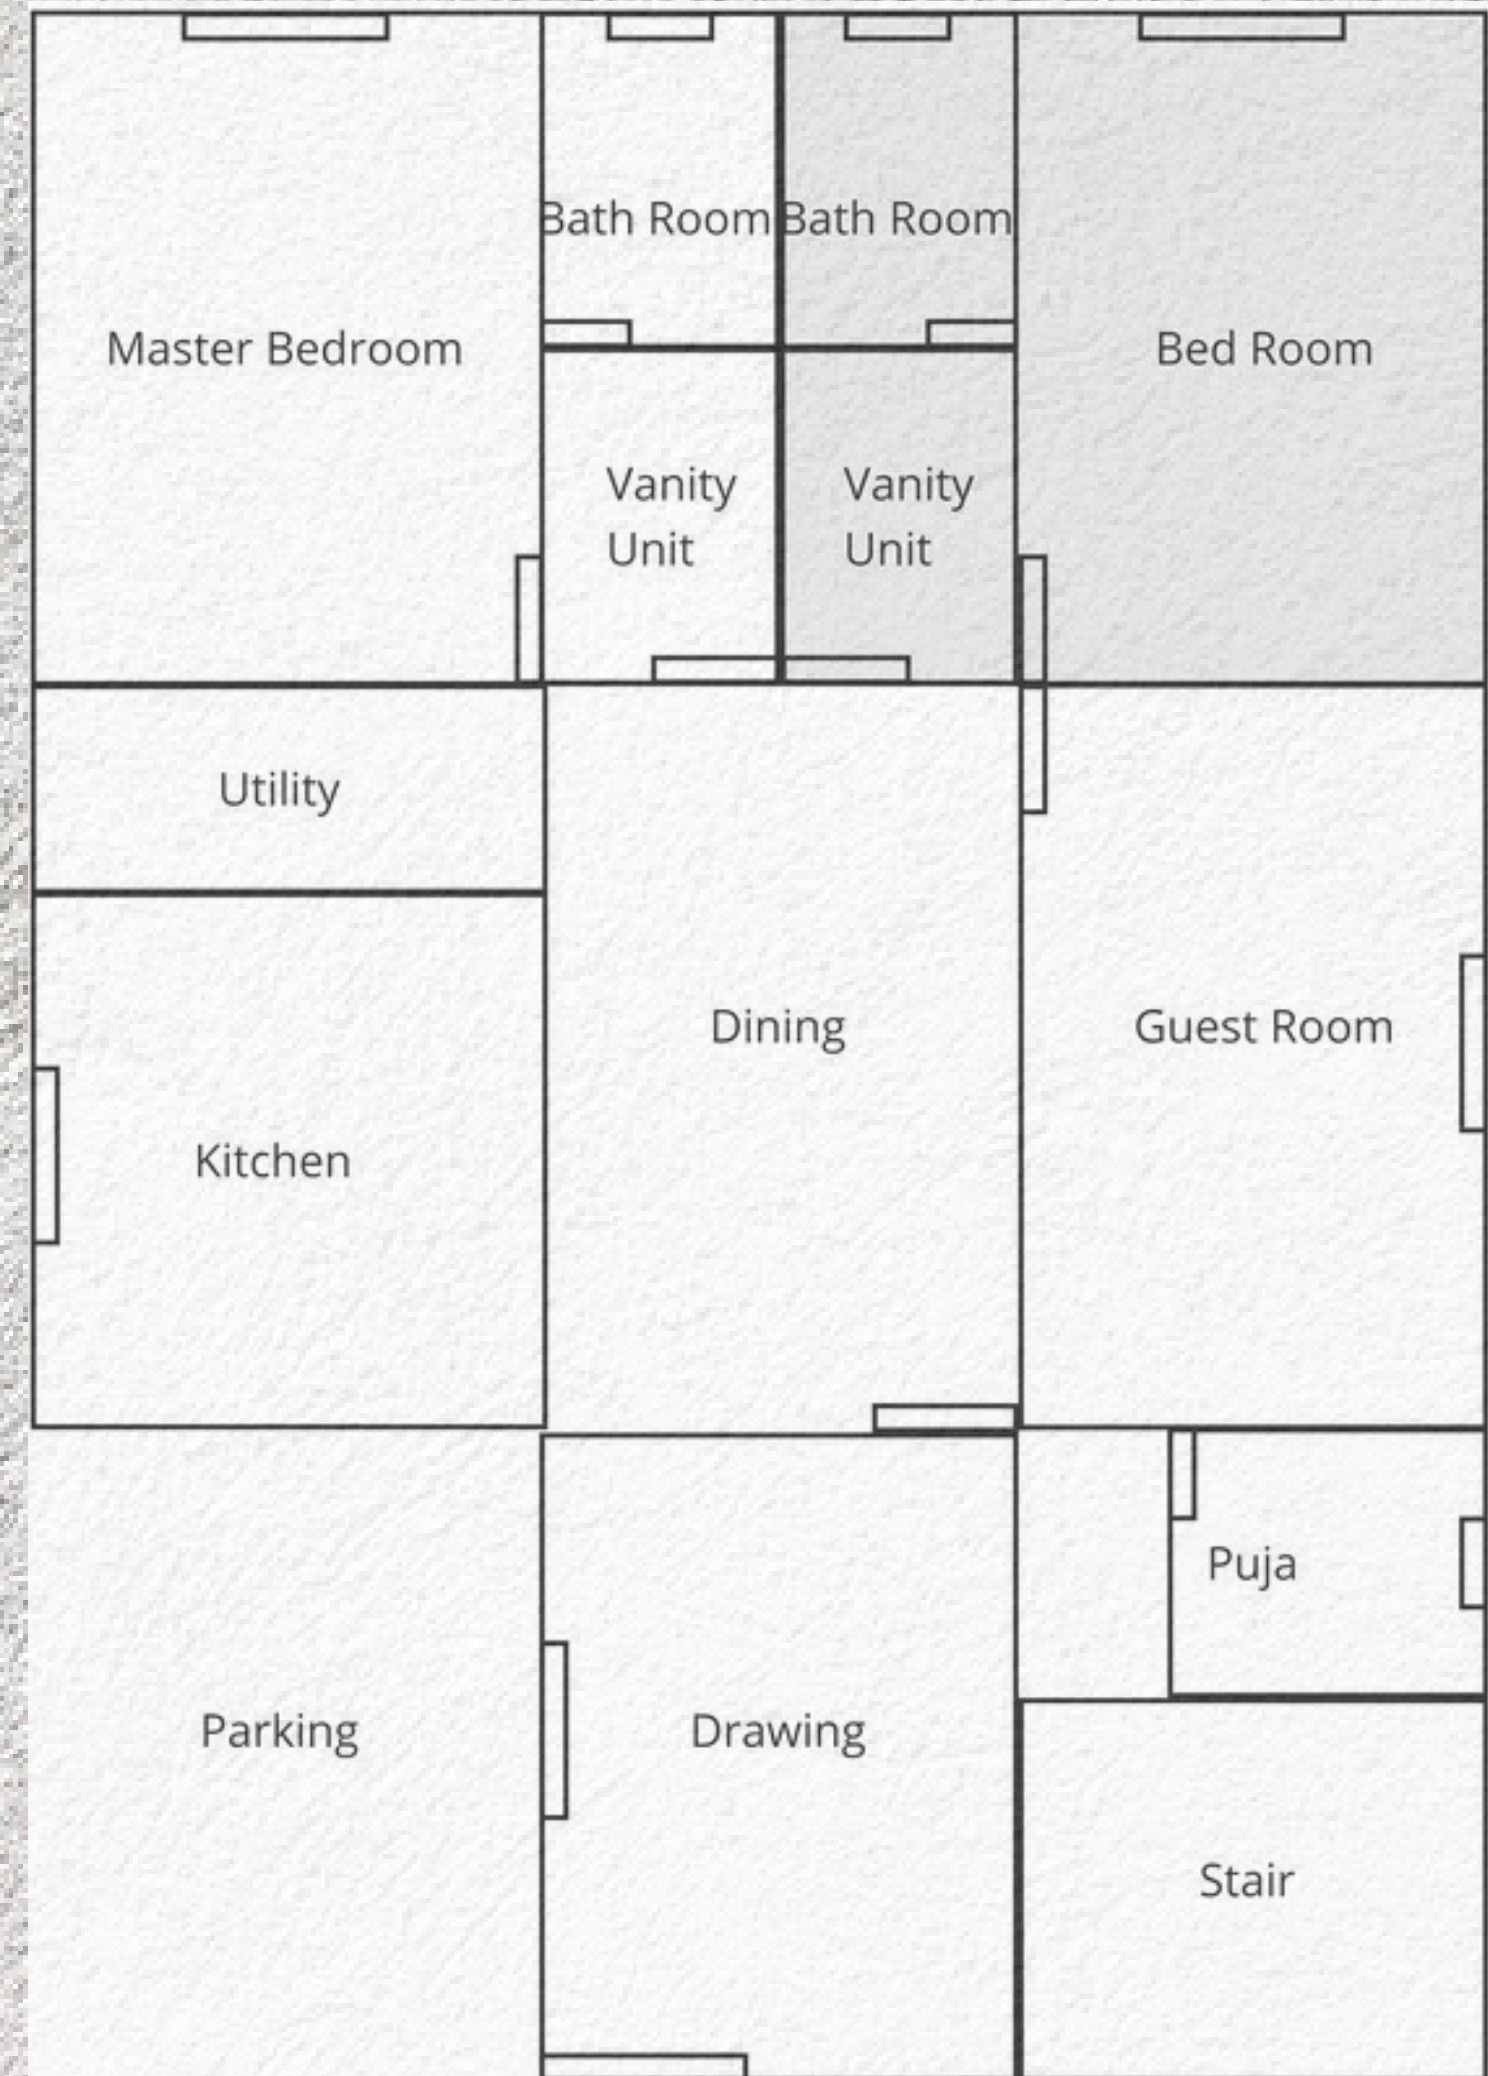 Bath Room
Bath Room
Master Bedroom
Bed Room
Vanity
Unit
Vanity
Unit
Utility
Dining
Guest Room
Kitchen
Puja
Parking
Drawing
Stair